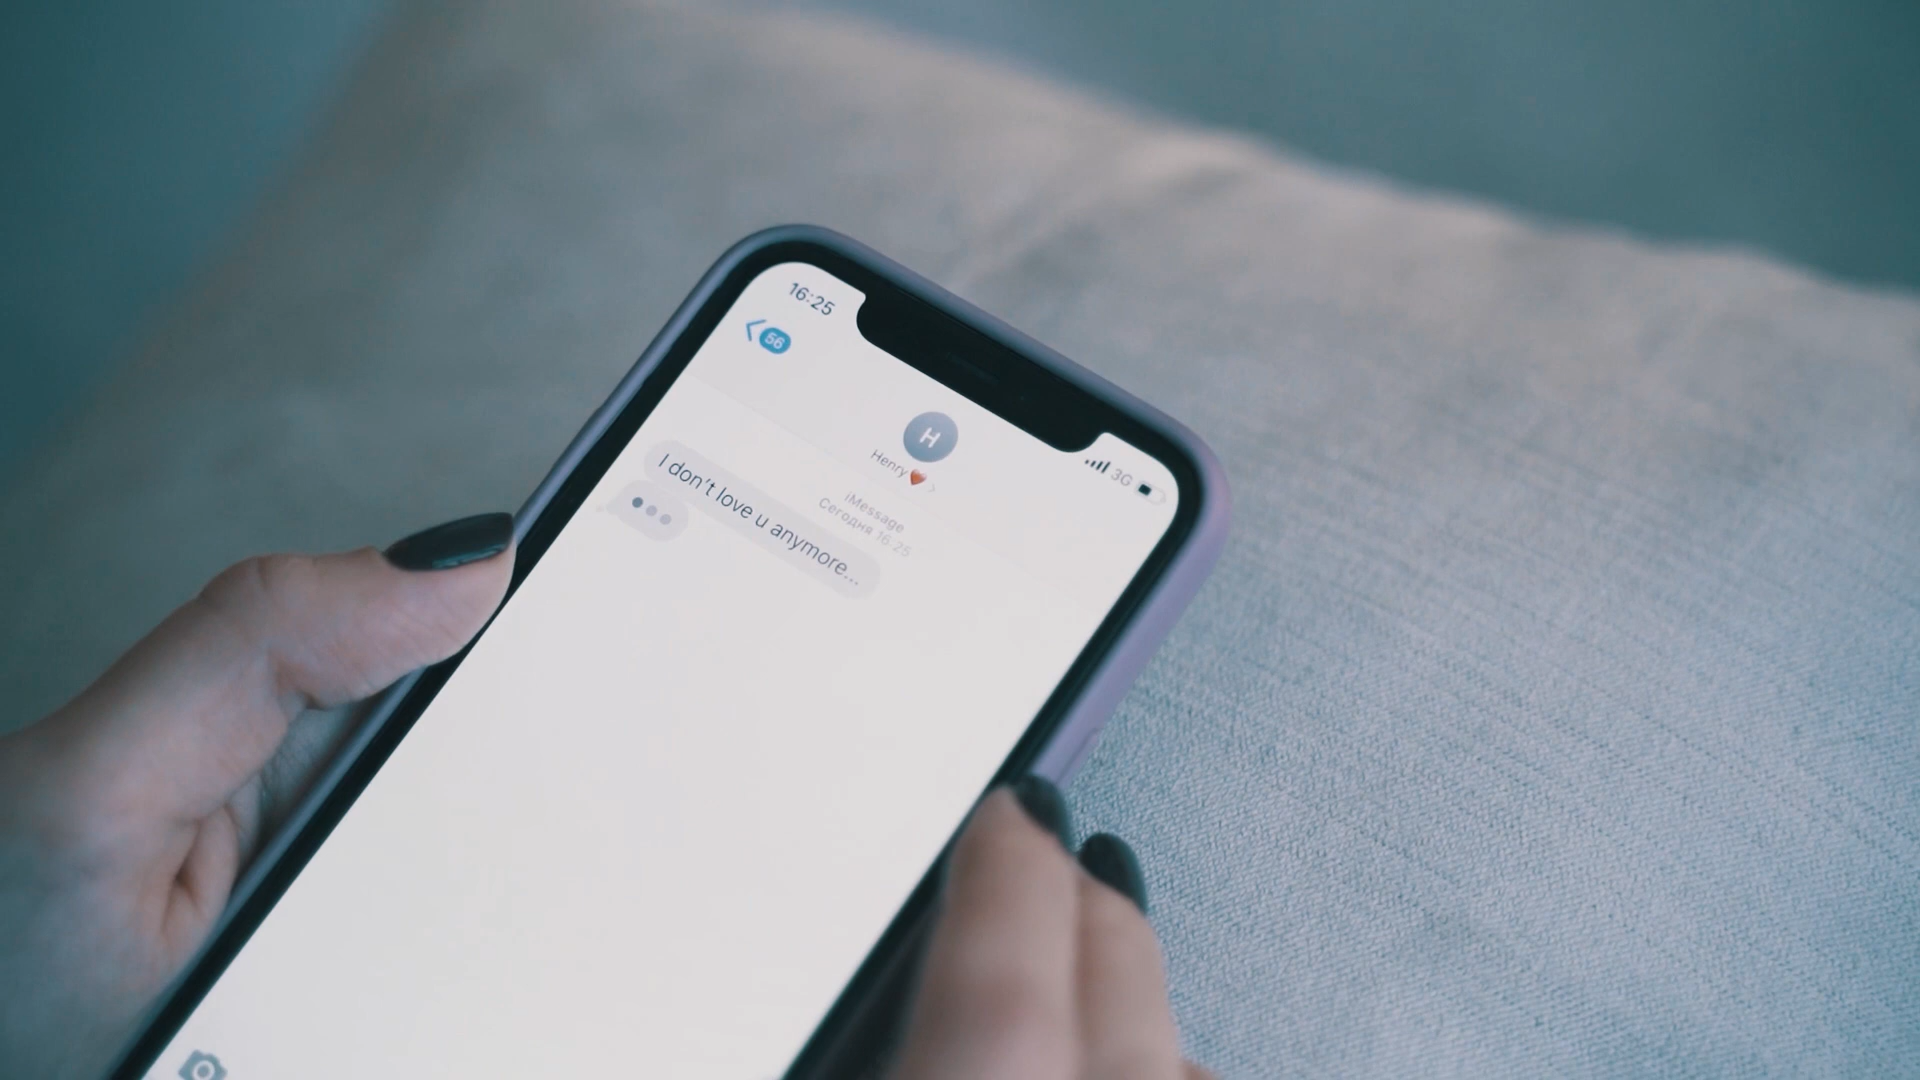 16:25
3G
56
H
Henry❤️
iMessage
Сегодня 16:25
I don't love u anymore...